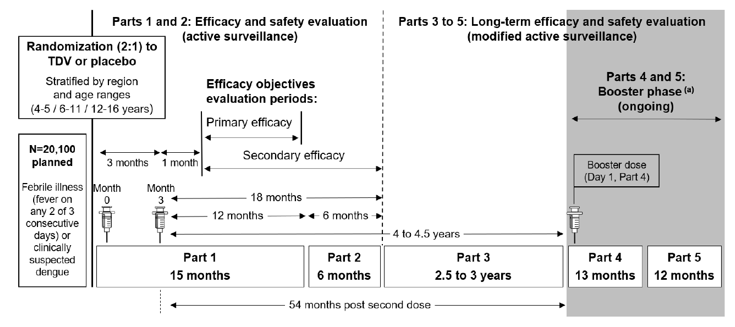 Parts 1 and 2: Efficacy and safety evaluation
(active surveillance)
Parts 3 to 5: Long-term efficacy and safety evaluation
(modified active surveillance)
Randomization (2:1) to
TDV or placebo
Stratified by region
and age ranges
(4-5 / 6-11 / 12-16 years)
Efficacy objectives
evaluation periods:
Parts 4 and 5:
Booster phase (a)
(ongoing)
Primary efficacy
Secondary efficacy
N=20,100
planned
Febrile illness
(fever on
any 2 of 3
consecutive
days) or
clinically
suspected
dengue
3 months
1 month
Month
0
Month
3
18 months
12 months
6 months
4 to 4.5 years
Booster dose
(Day 1, Part 4)
Part 1
15 months
Part 2
6 months
Part 3
2.5 to 3 years
Part 4
13 months
Part 5
12 months
54 months post second dose